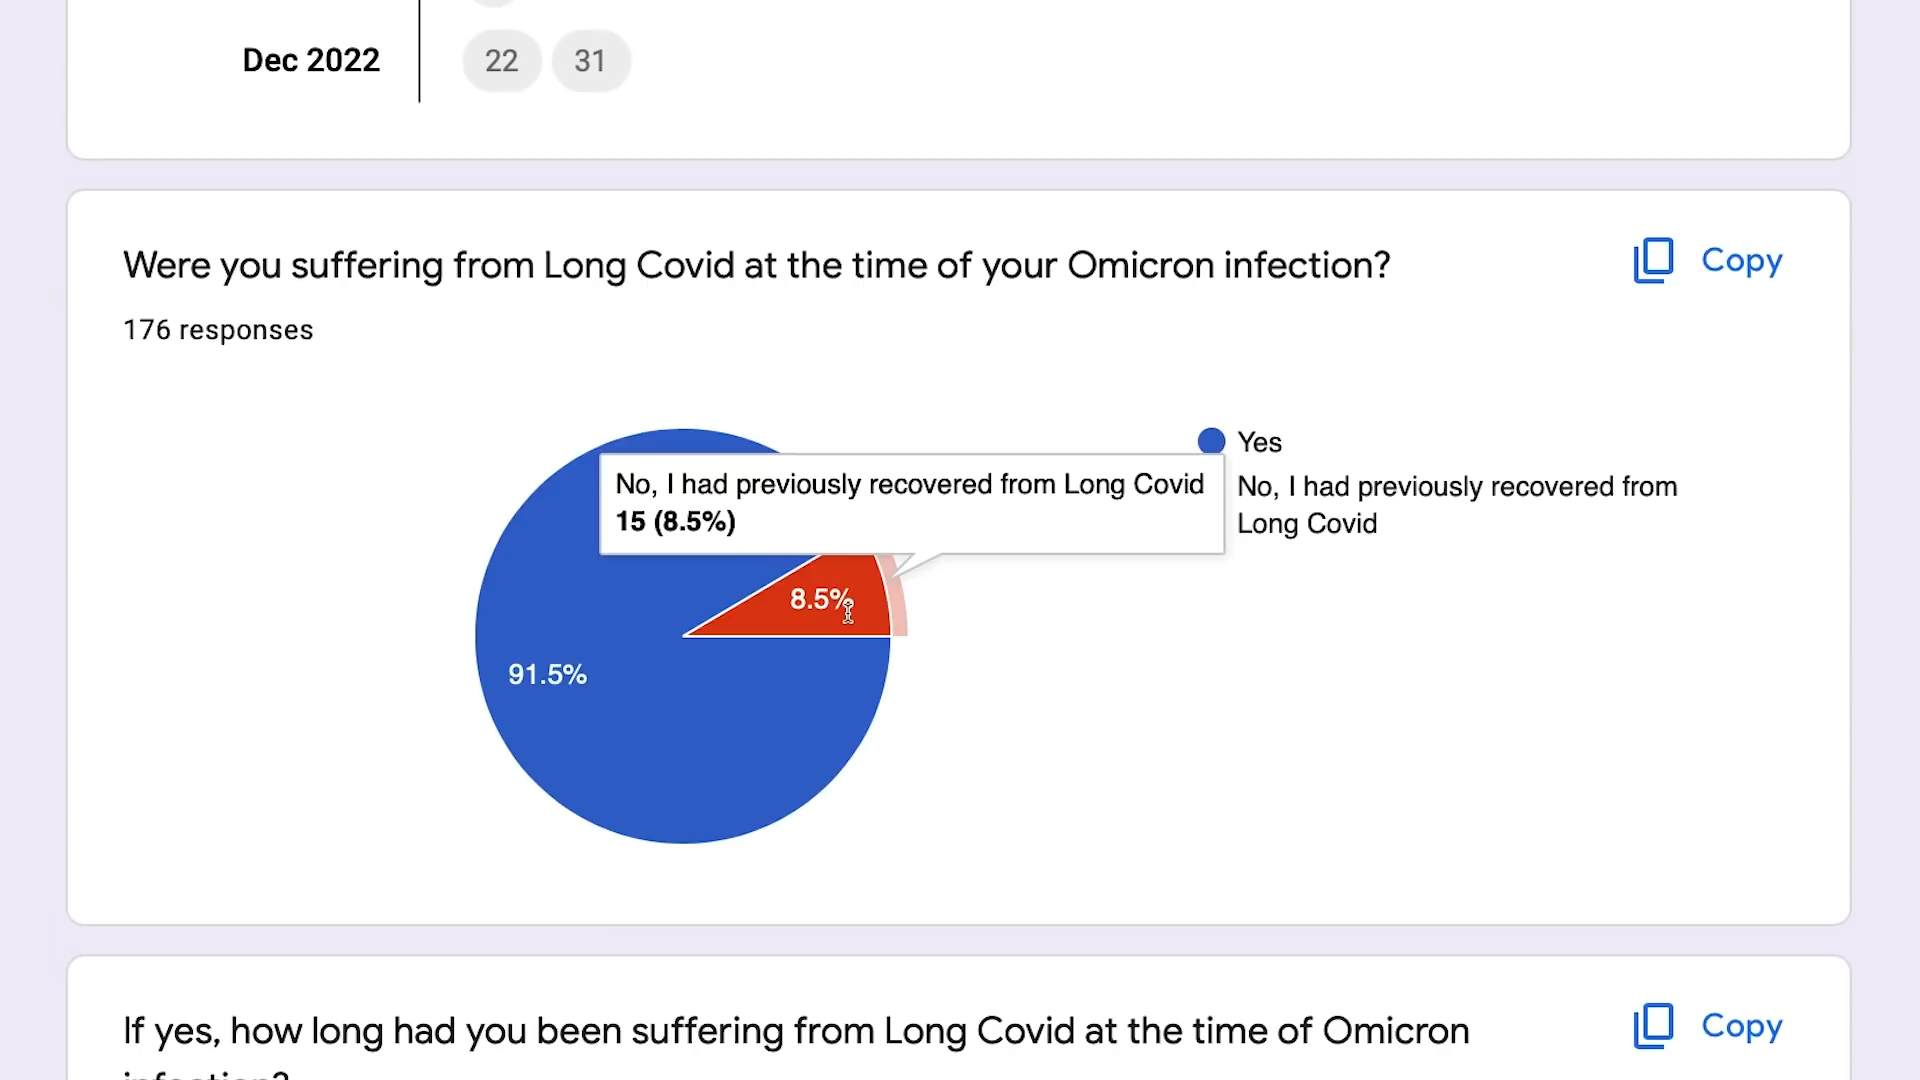 Dec 2022
22 31
Were you suffering from Long Covid at the time of your Omicron infection?
Copy
176 responses
Yes
No, I had previously recovered from Long Covid
15 (8.5%)
No, I had previously recovered from
Long Covid
8.5%
91.5%
If yes, how long had you been suffering from Long Covid at the time of Omicron
infection?
Copy